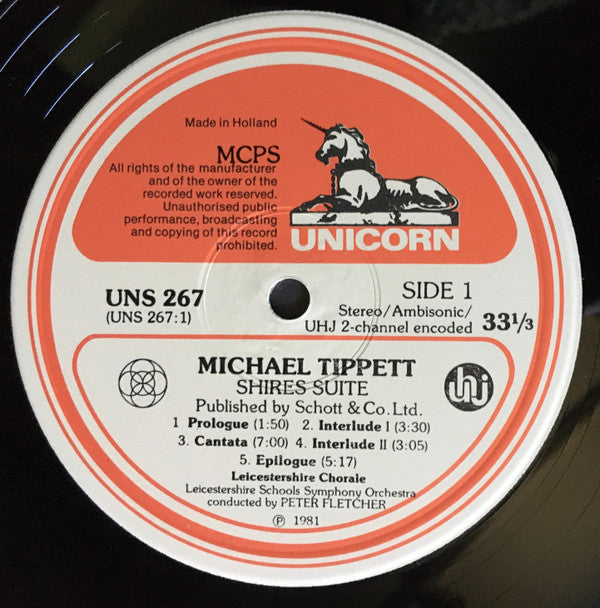 Made in Holland
MCPS
All rights of the manufacturer
and of the owner of the
recorded work reserved.
Unauthorised public
performance, broadcasting
and copying of this record
prohibited.
UNICORN
UNS 267
(UNS 267:1)
SIDE 1
Stereo/Ambisonic/
UHJ 2-channel encoded 33⅓
MICHAEL TIPPETT
SHIRES SUITE
uhj
Published by Schott & Co. Ltd.
1 Prologue (1:50) 2. Interlude I (3:30)
3. Cantata (7:00) 4. Interlude II (3:05)
5. Epilogue (5:17)
Leicestershire Chorale
Leicestershire Schools Symphony Orchestra
conducted by PETER FLETCHER
℗ 1981